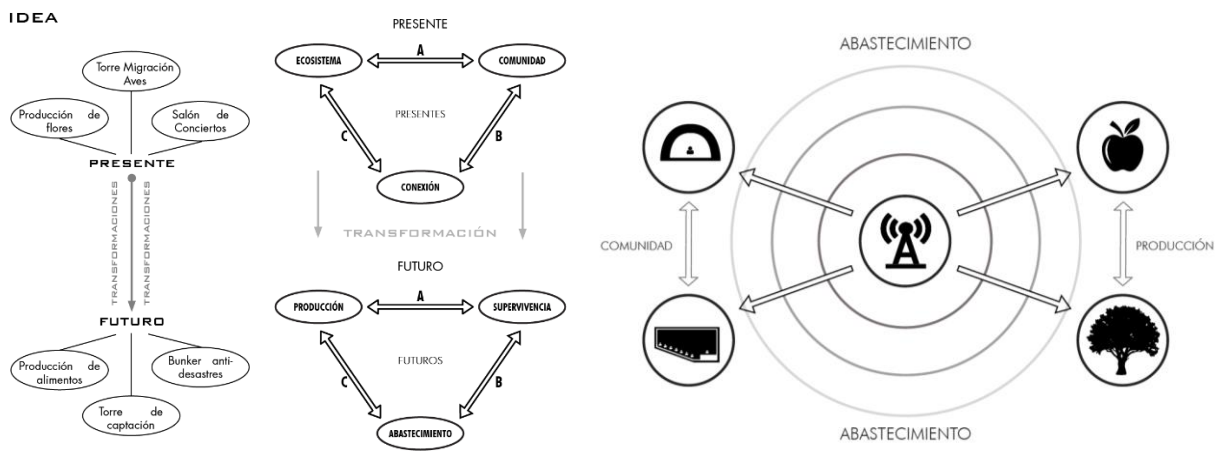 IDEA
Torre Migración
Aves
Producción de
flores
Salón de
Conciertos
PRESENTE
TRANSFORMACIONES
TRANSFORMACIONES
FUTURO
Producción de
alimentos
Bunker anti-
desastres
Torre de
captación
PRESENTE
A
ECOSISTEMA
COMUNIDAD
PRESENTES
C
B
CONEXIÓN
TRANSFORMACIÓN
FUTURO
A
PRODUCCIÓN
SUPERVIVENCIA
FUTUROS
C
B
ABASTECIMIENTO
ABASTECIMIENTO
COMUNIDAD
PRODUCCIÓN
ABASTECIMIENTO